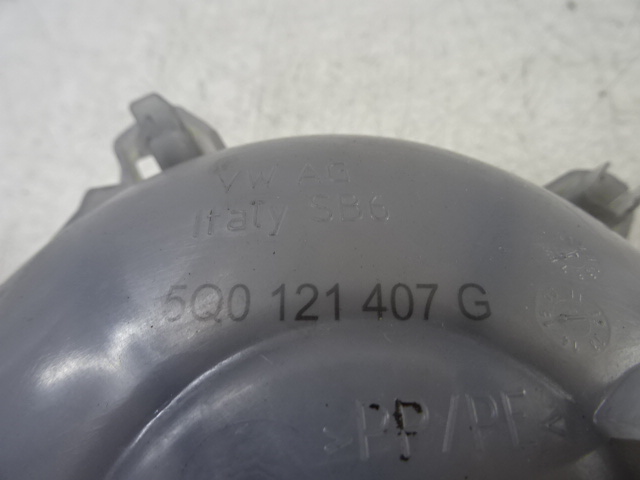 VW AG
Italy SB6
5Q0 121 407 G
>PP/PE<